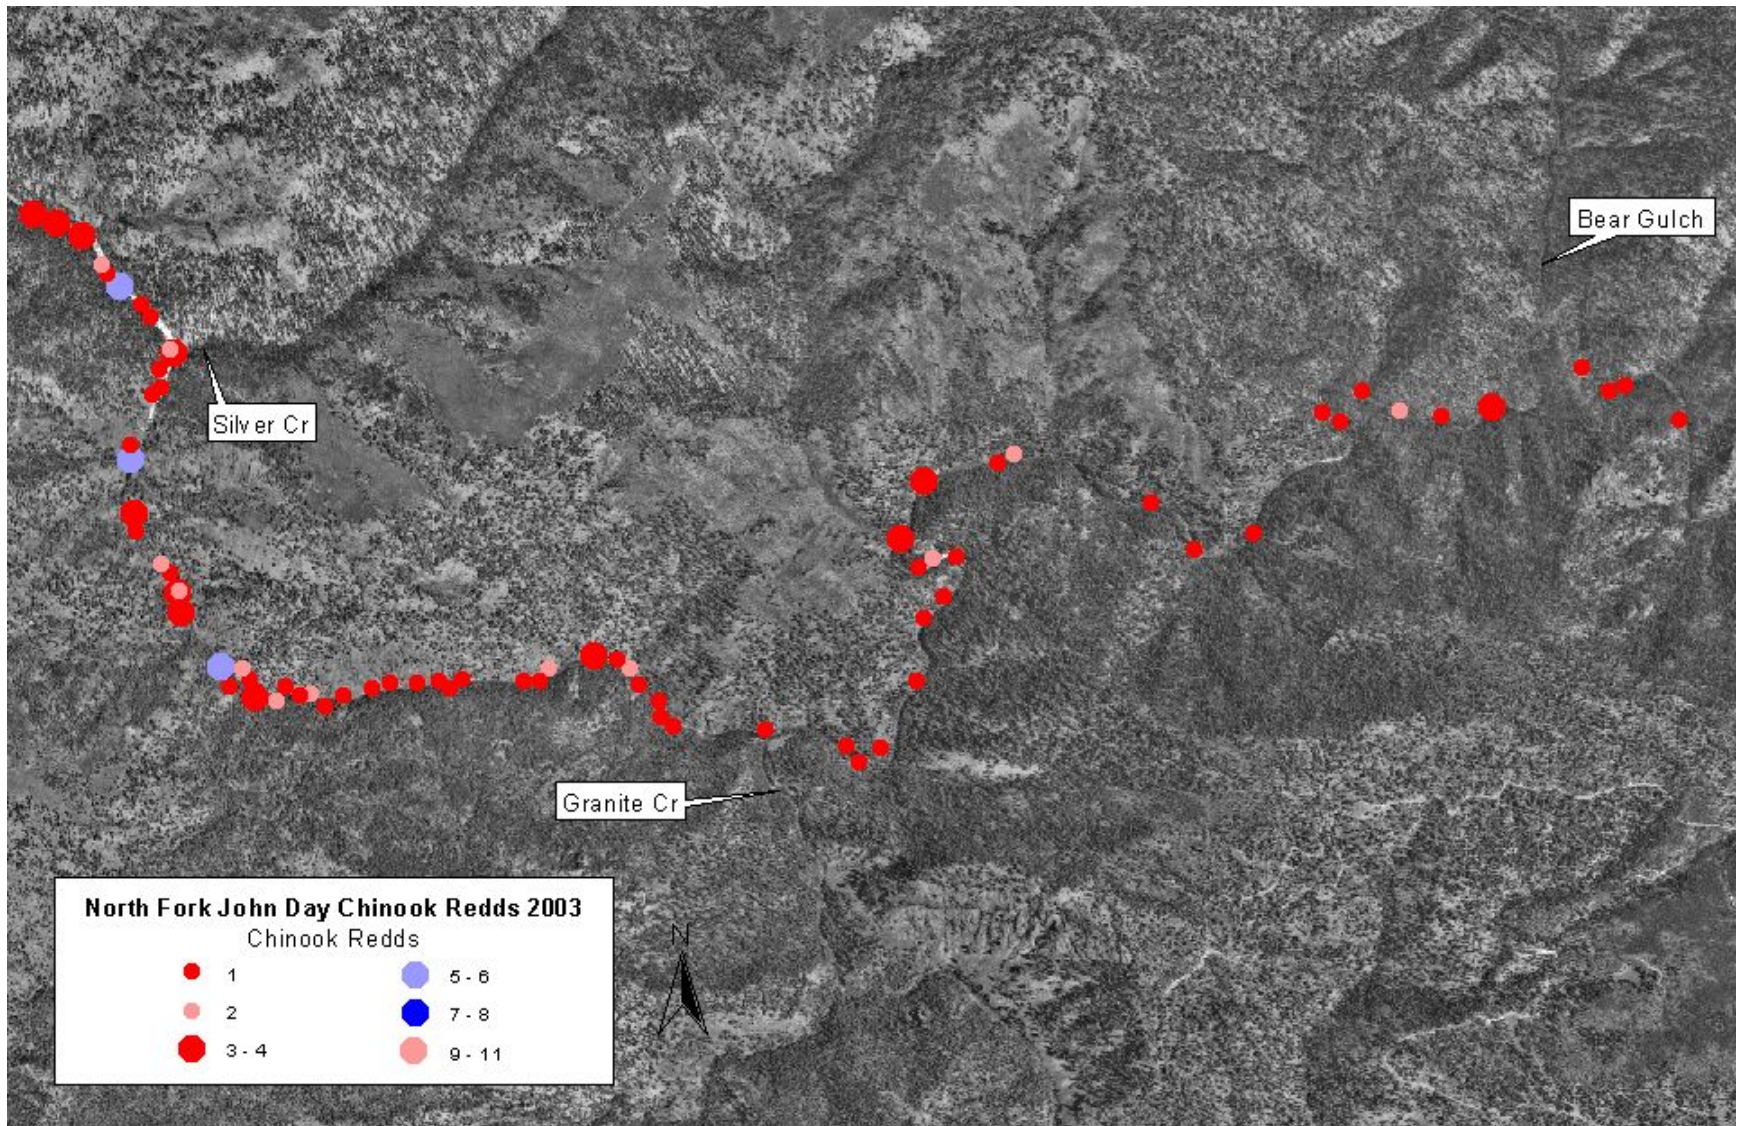 Bear Gulch
Silver Cr
Granite Cr
North Fork John Day Chinook Redds 2003
Chinook Redds
1
2
3 - 4
5 - 6
7 - 8
9 - 11
N